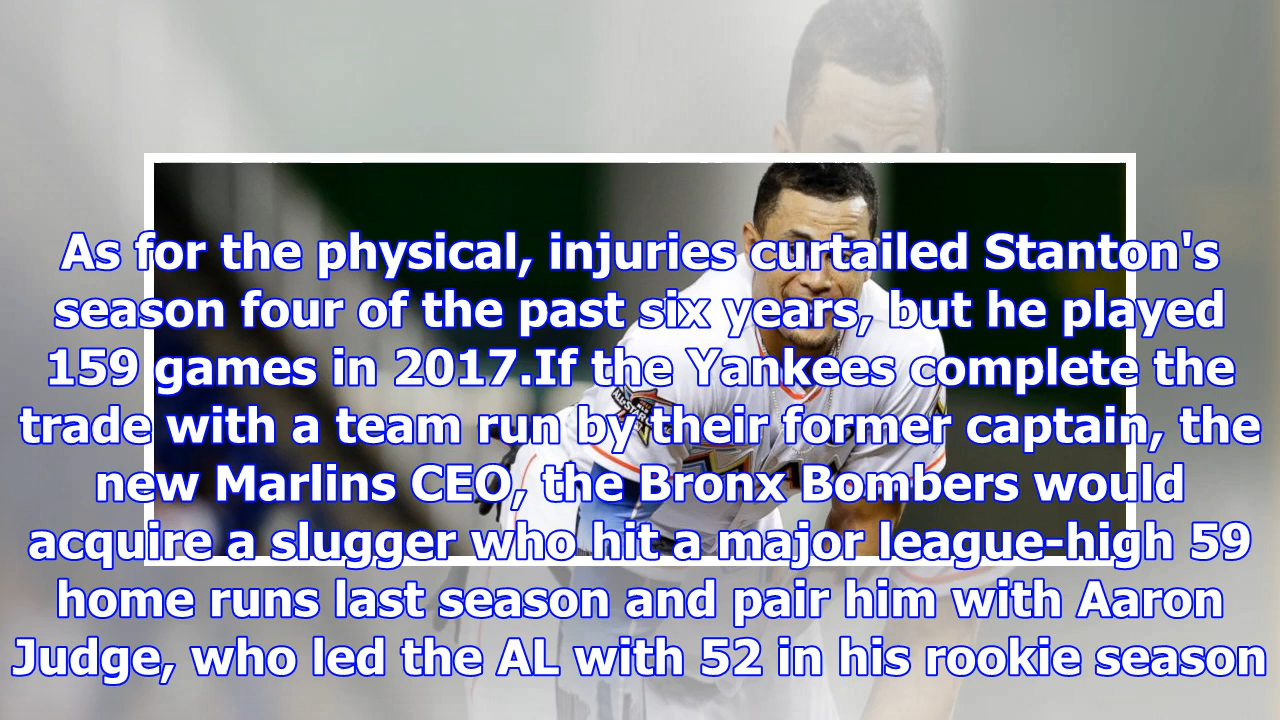 As for the physical, injuries curtailed Stanton's
season four of the past six years, but he played
159 games in 2017.If the Yankees complete the
trade with a team run by their former captain, the
new Marlins CEO, the Bronx Bombers would
acquire a slugger who hit a major league-high 59
home runs last season and pair him with Aaron
Judge, who led the AL with 52 in his rookie season